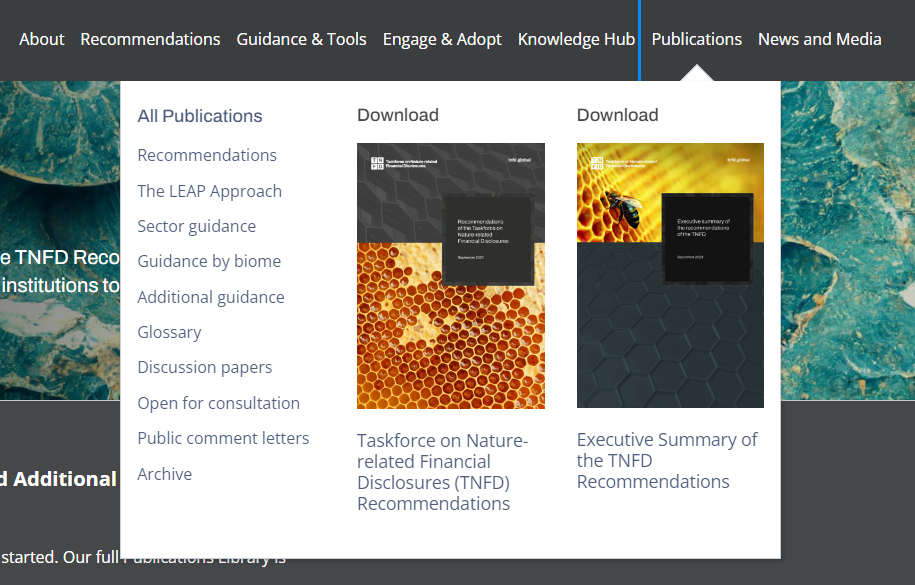 About Recommendations Guidance & Tools Engage & Adopt Knowledge Hub Publications News and Media
All Publications
Recommendations
The LEAP Approach
Sector guidance
Guidance by biome
Additional guidance
Glossary
Discussion papers
Open for consultation
Public comment letters
Archive
Download
Taskforce on Nature-related
Financial Disclosures
tnfd.global
Recommendations
of the Taskforce on
Nature-related
Financial Disclosures
September 2023
Taskforce on Nature-
related Financial
Disclosures (TNFD)
Recommendations
Download
Taskforce on Nature-related
Financial Disclosures
tnfd.global
Executive summary of
the recommendations
of the TNFD
September 2023
Executive Summary of
the TNFD
Recommendations
e TNFD Reco
institutions to
d Additional
started. Our full Publications Library is